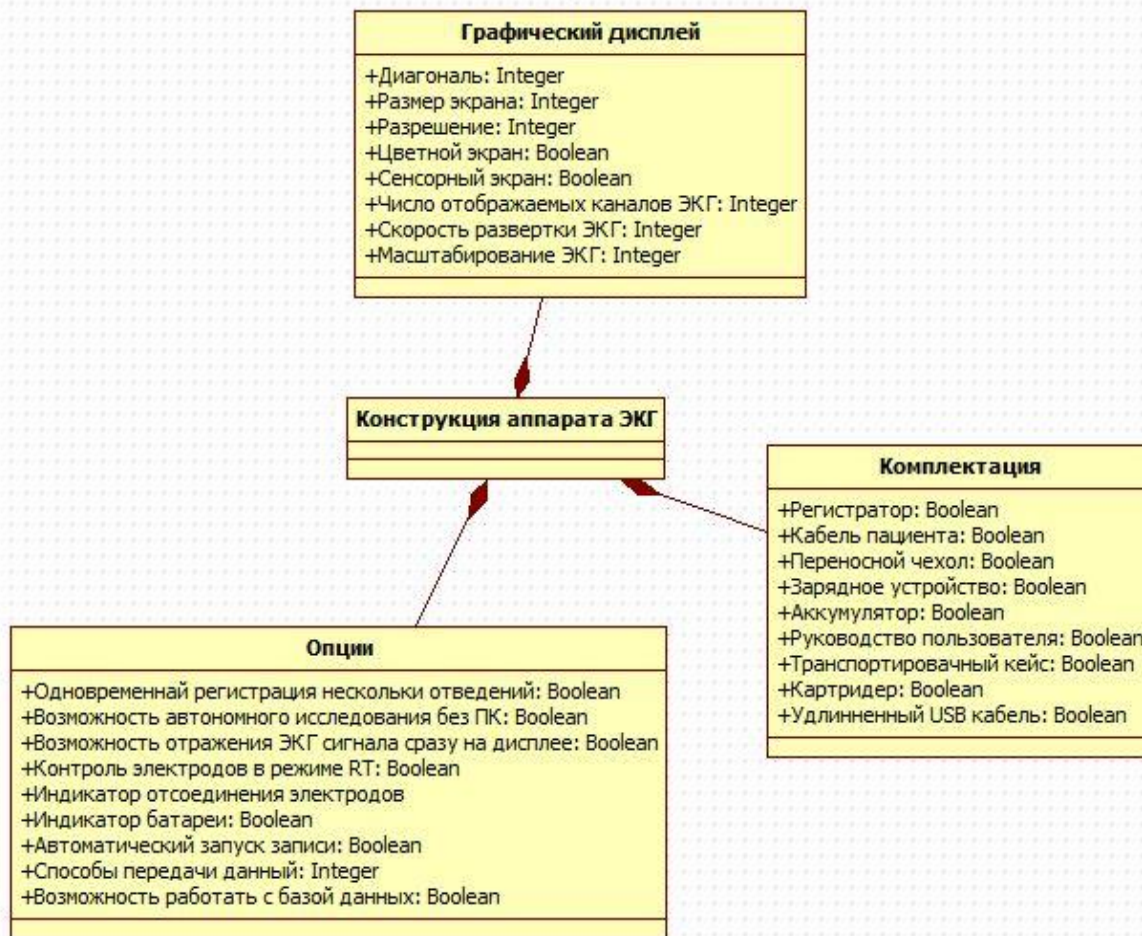 Графический дисплей
+Диагональ: Integer
+Размер экрана: Integer
+Разрешение: Integer
+Цветной экран: Boolean
+Сенсорный экран: Boolean
+Число отображаемых каналов ЭКГ: Integer
+Скорость развертки ЭКГ: Integer
+Масштабирование ЭКГ: Integer
Конструкция аппарата ЭКГ
Комплектация
+Регистратор: Boolean
+Кабель пациента: Boolean
+Переносной чехол: Boolean
+Зарядное устройство: Boolean
+Аккумулятор: Boolean
+Руководство пользователя: Boolean
+Транспортировачный кейс: Boolean
+Картридер: Boolean
+Удлинненный USB кабель: Boolean
Опции
+Одновременнай регистрация нескольки отведений: Boolean
+Возможность автономного исследования без ПК: Boolean
+Возможность отражения ЭКГ сигнала сразу на дисплее: Boolean
+Контроль электродов в режиме RT: Boolean
+Индикатор отсоединения электродов
+Индикатор батареи: Boolean
+Автоматический запуск записи: Boolean
+Способы передачи данный: Integer
+Возможность работать с базой данных: Boolean